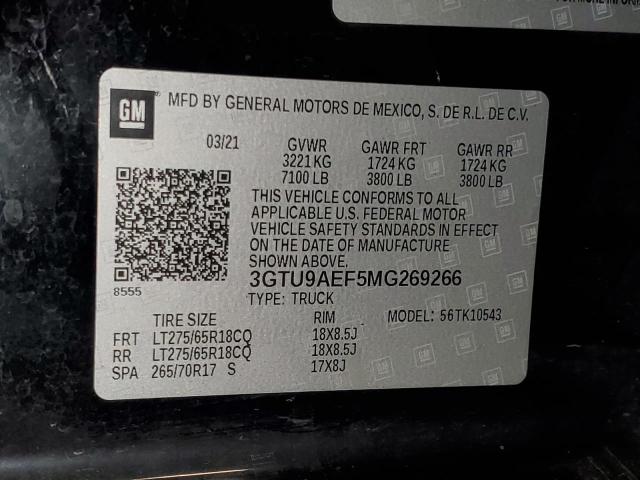 FOR MORE INFOR
GM
MFD BY GENERAL MOTORS DE MEXICO, S. DE R.L. DE C.V.
03/21 GVWR GAWR FRT GAWR RR
3221 KG 1724 KG 1724 KG
7100 LB 3800 LB 3800 LB
THIS VEHICLE CONFORMS TO ALL
APPLICABLE U.S. FEDERAL MOTOR
VEHICLE SAFETY STANDARDS IN EFFECT
ON THE DATE OF MANUFACTURE
SHOWN ABOVE.
8555
3GTU9AEF5MG269266
TYPE: TRUCK MODEL: 56TK10543
TIRE SIZE RIM
FRT LT275/65R18CQ 18X8.5J
RR LT275/65R18CQ 18X8.5J
SPA 265/70R17 S 17X8J